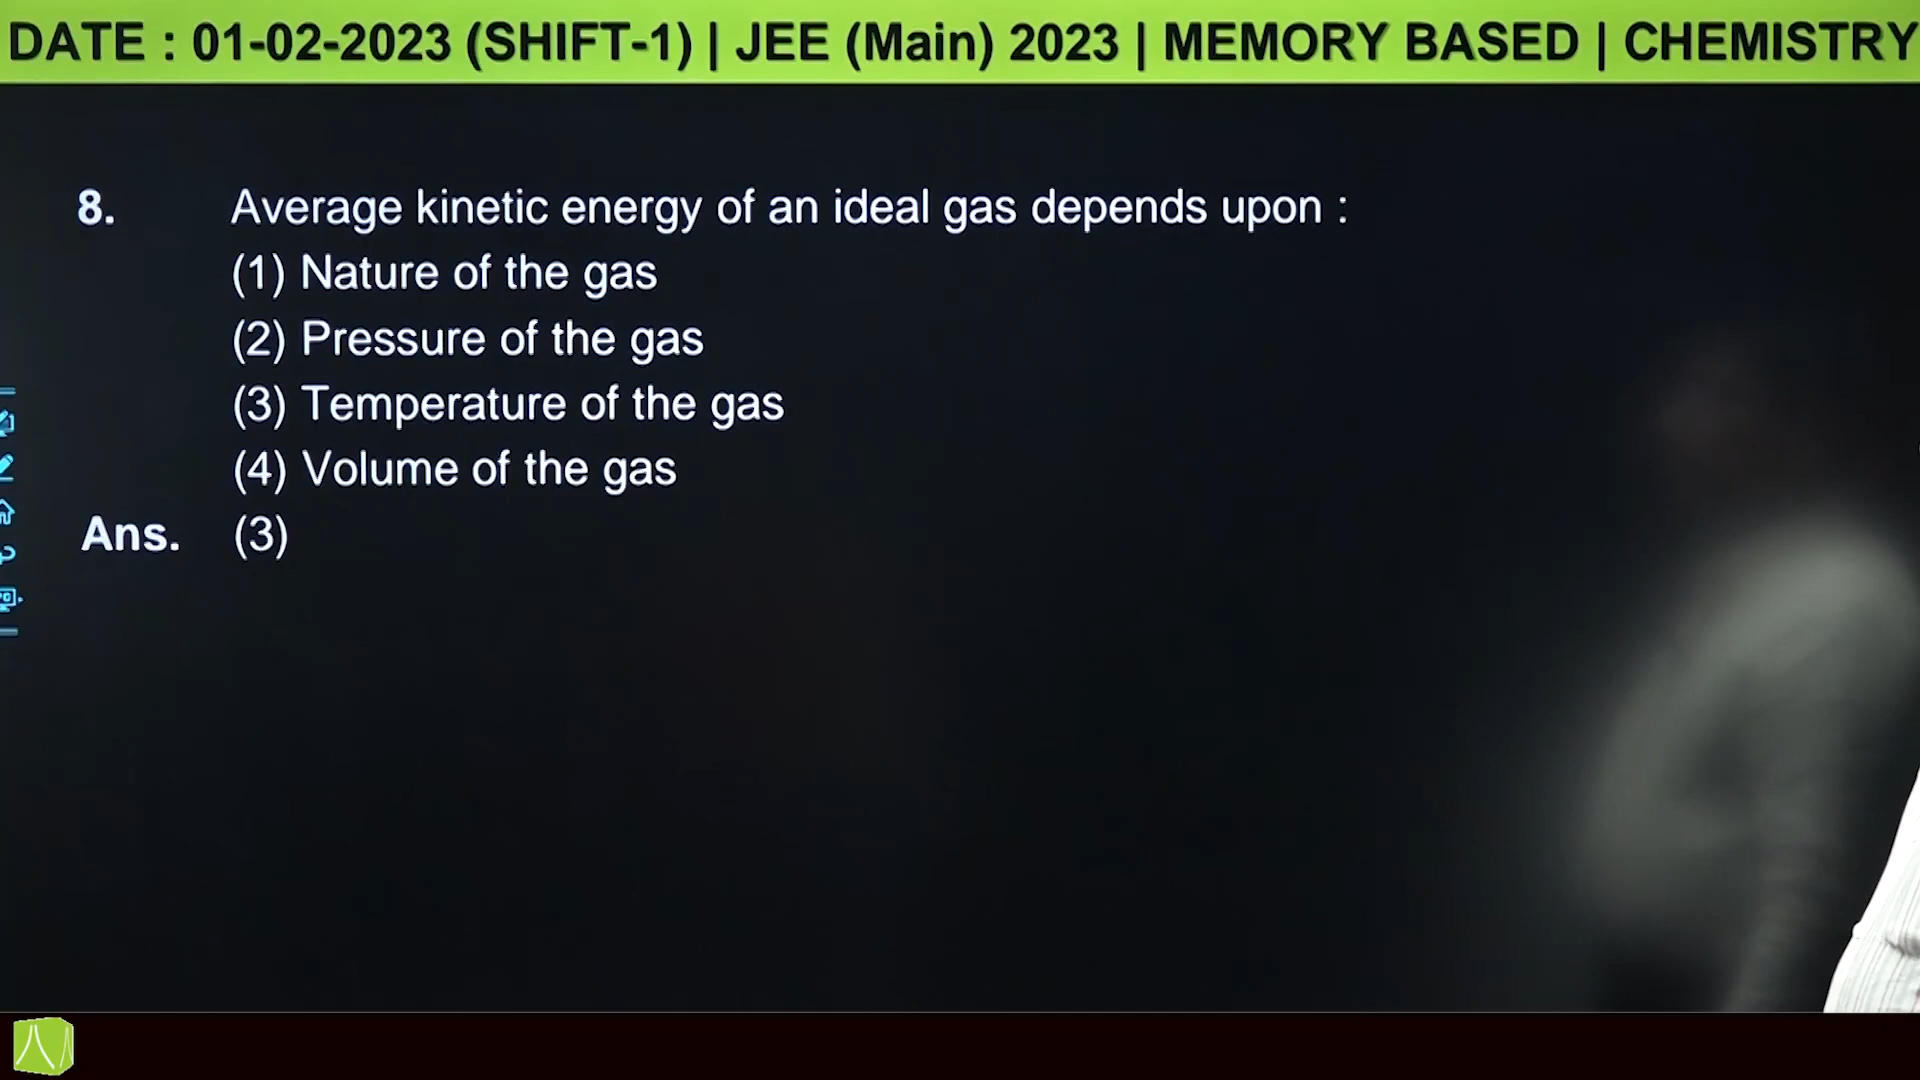 DATE : 01-02-2023 (SHIFT-1) | JEE (Main) 2023 | MEMORY BASED | CHEMISTRY
8. Average kinetic energy of an ideal gas depends upon :
(1) Nature of the gas
(2) Pressure of the gas
(3) Temperature of the gas
(4) Volume of the gas
Ans. (3)